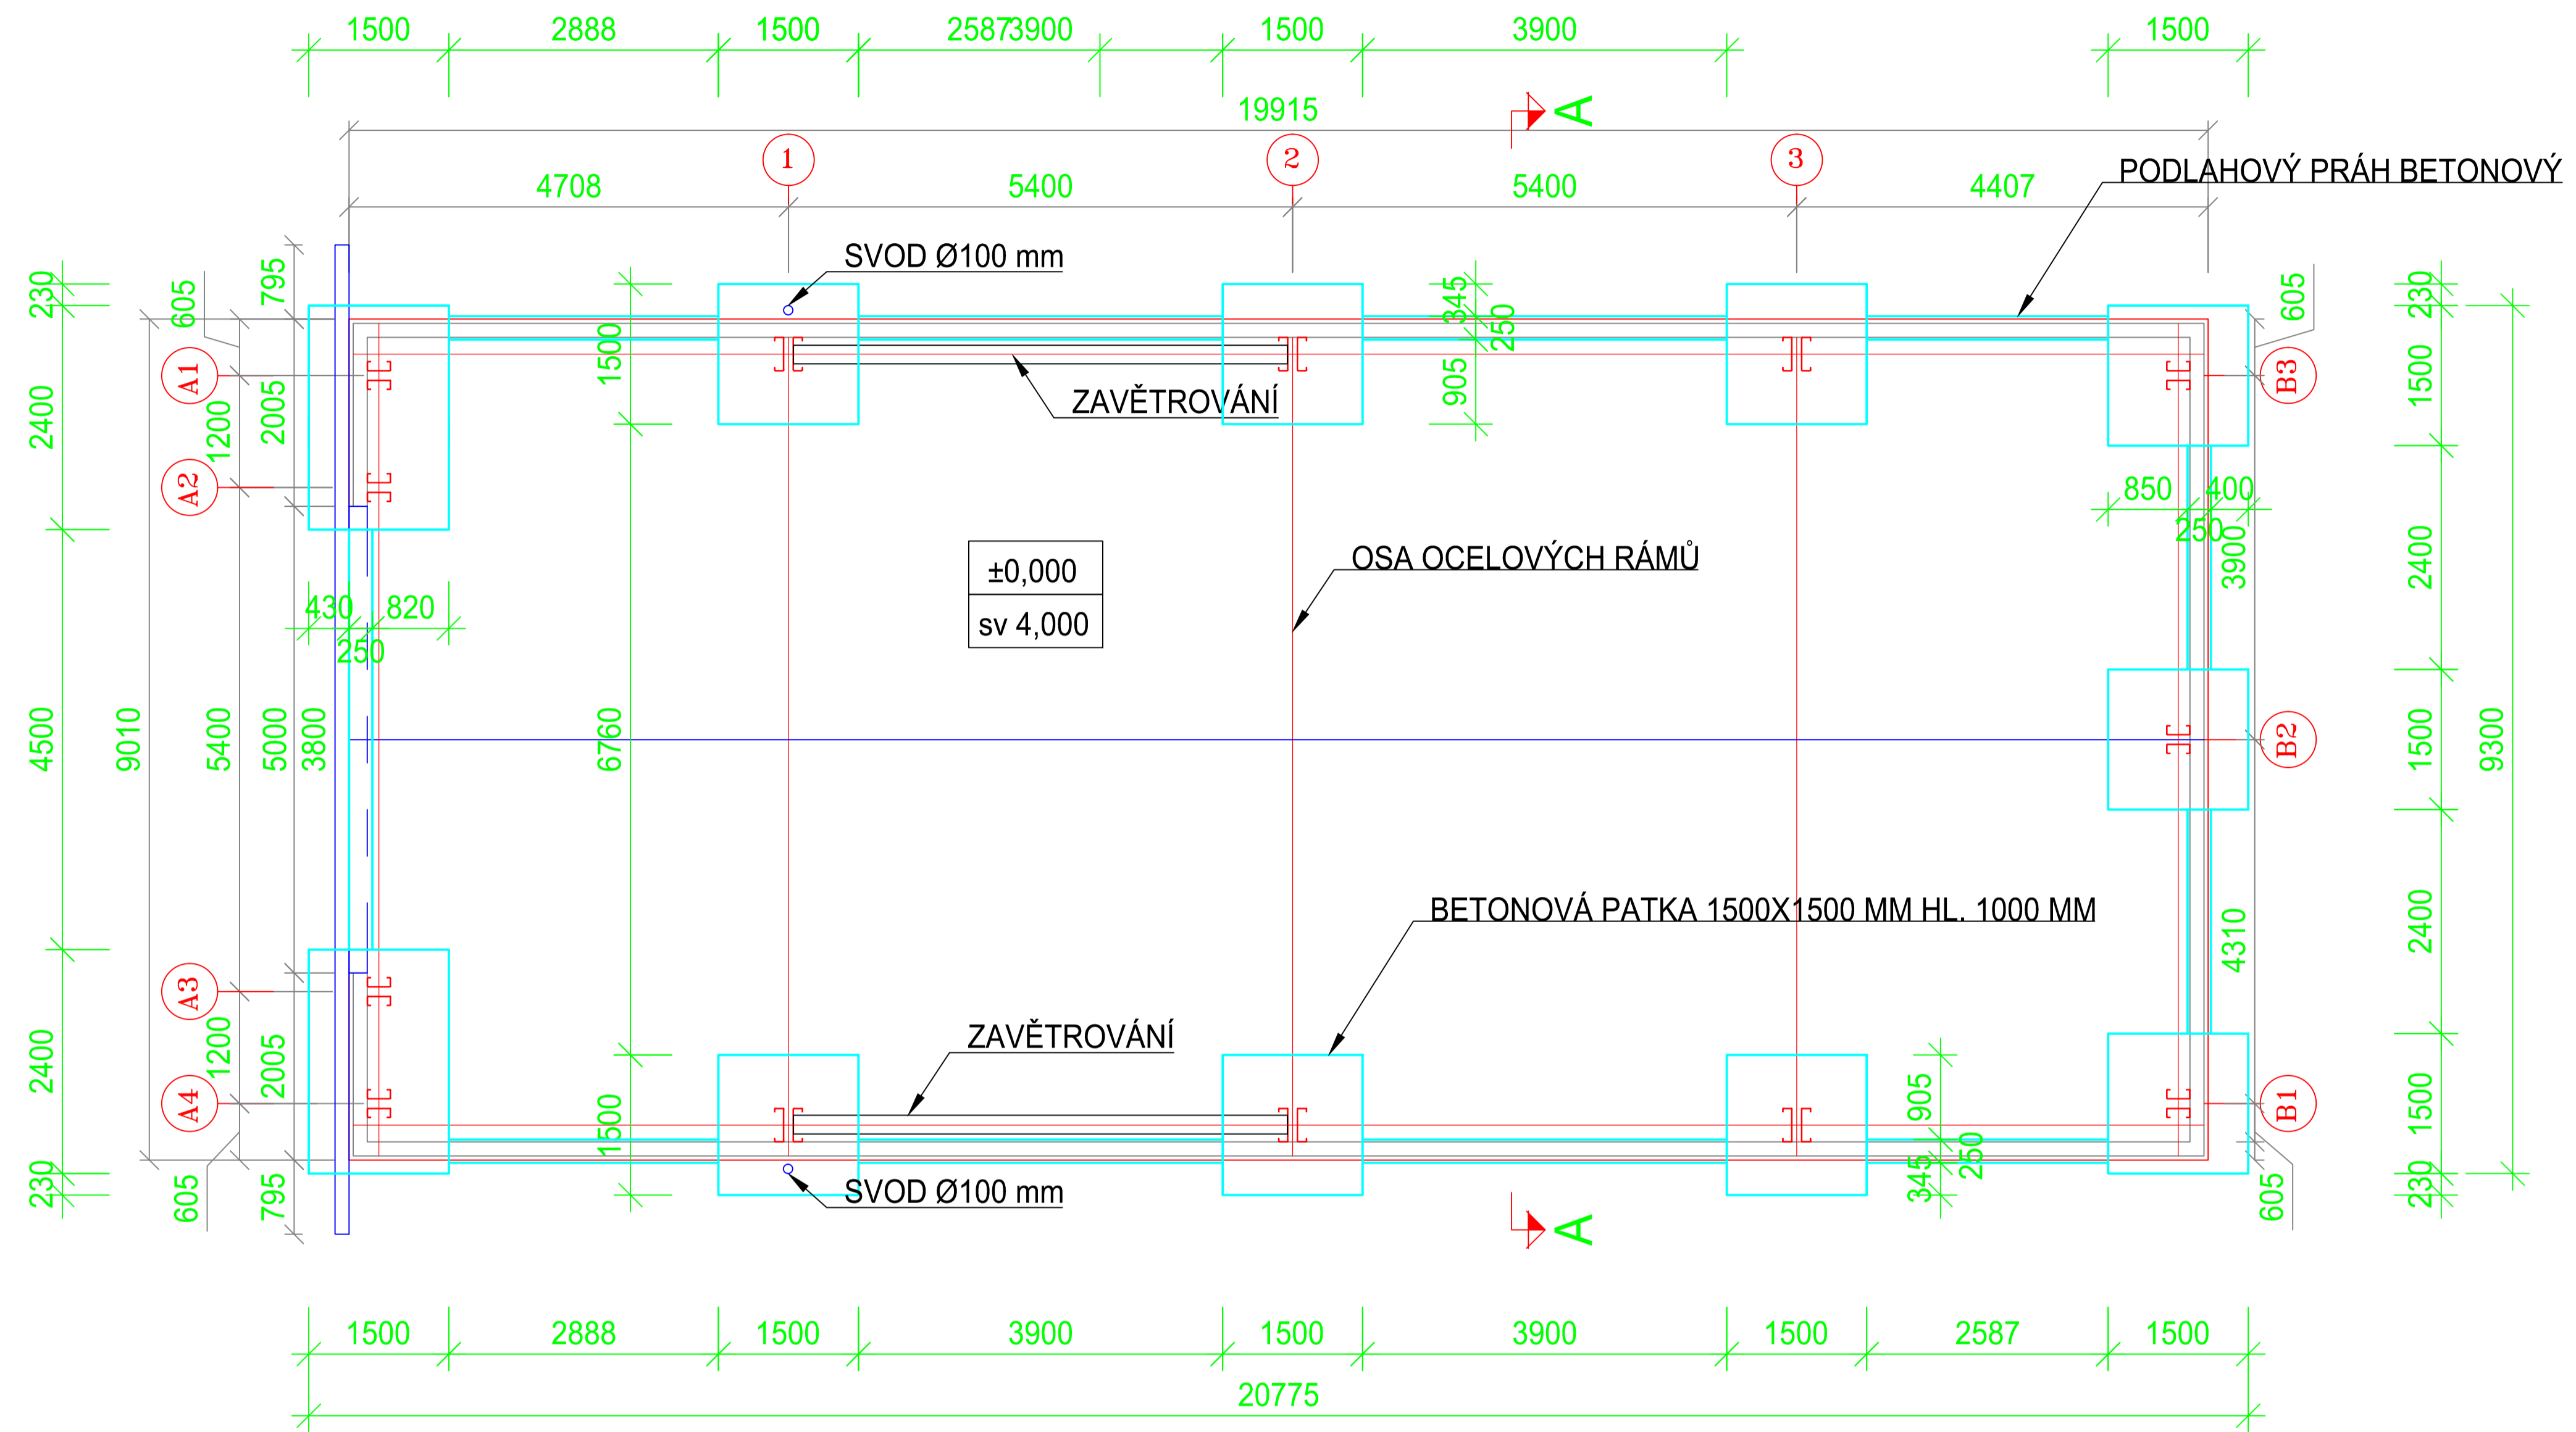 1500 2888 1500 2587 3900 1500 3900 1500
19915
A
1 2 3
4708 5400 5400 4407
PODLAHOVÝ PRÁH BETONOVÝ
SVOD Ø100 mm
230 605 795 345 250 605 230
1500 905
ZAVĚTROVÁNÍ
A1 B3
2400 1200 2005 1500
A2
850 400
250
3900 2400
±0,000
sv 4,000
OSA OCELOVÝCH RÁMŮ
430 820
250
4500 9010 5400 5000 3800 6760 1500 9300
B2
BETONOVÁ PATKA 1500X1500 MM HL. 1000 MM
4310 2400
A3
ZAVĚTROVÁNÍ
2400 1200 2005 1500 905 1500
A4 B1
250
230 605 795 345 605 230
SVOD Ø100 mm
A
1500 2888 1500 3900 1500 3900 1500 2587 1500
20775